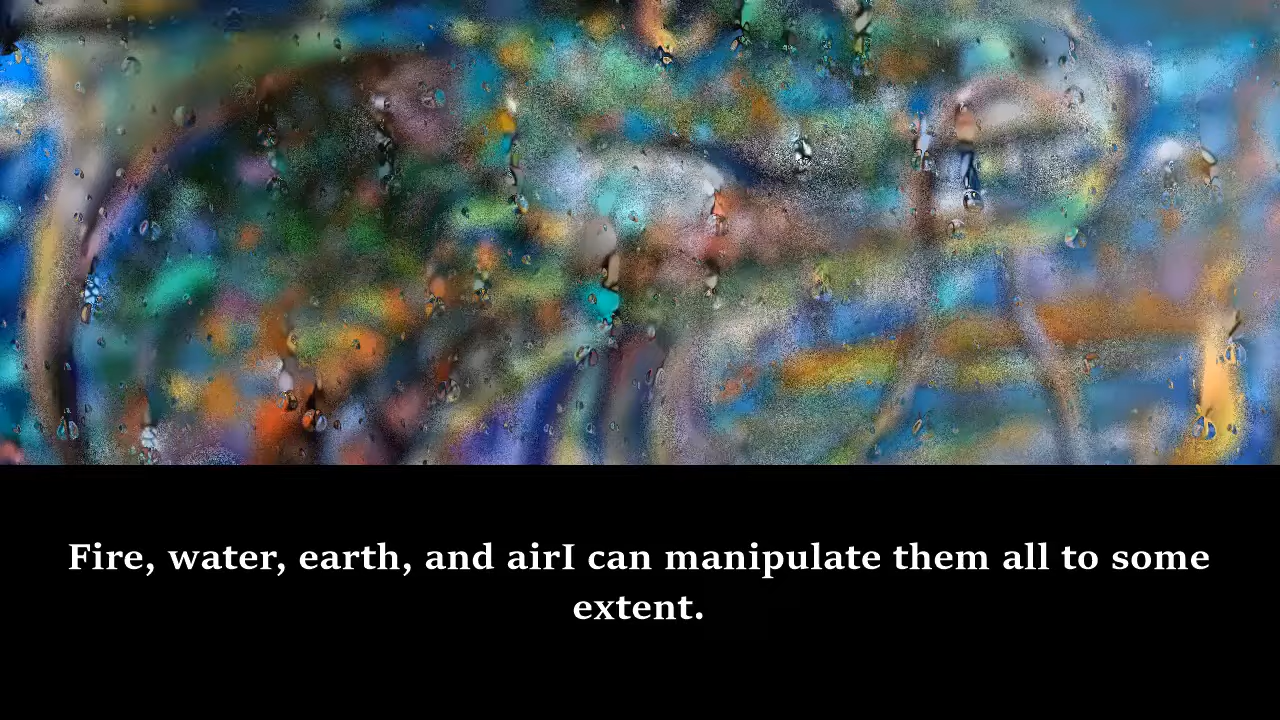 Fire, water, earth, and airI can manipulate them all to some
extent.